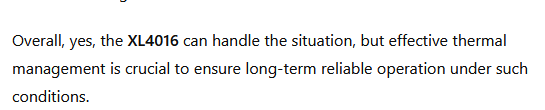 Overall, yes, the XL4016 can handle the situation, but effective thermal
management is crucial to ensure long-term reliable operation under such
conditions.